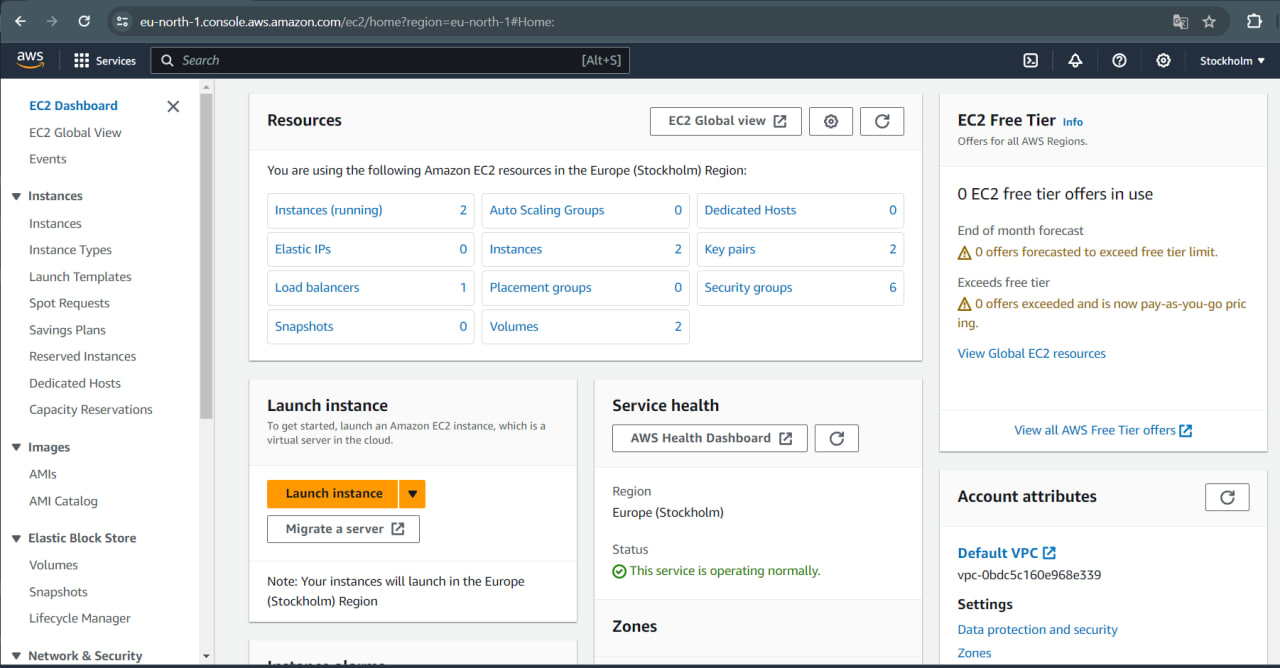 eu-north-1.console.aws.amazon.com/ec2/home?region=eu-north-1#Home:
aws
Services
Search
[Alt+S]
Stockholm
EC2 Dashboard
EC2 Global View
Events
Instances
Instances
Instance Types
Launch Templates
Spot Requests
Savings Plans
Reserved Instances
Dedicated Hosts
Capacity Reservations
Images
AMIs
AMI Catalog
Elastic Block Store
Volumes
Snapshots
Lifecycle Manager
Network & Security
Resources
EC2 Global view
You are using the following Amazon EC2 resources in the Europe (Stockholm) Region:
Instances (running) 2
Auto Scaling Groups 0
Dedicated Hosts 0
Elastic IPs 0
Instances 2
Key pairs 2
Load balancers 1
Placement groups 0
Security groups 6
Snapshots 0
Volumes 2
Launch instance
To get started, launch an Amazon EC2 instance, which is a
virtual server in the cloud.
Launch instance
Migrate a server
Note: Your instances will launch in the Europe
(Stockholm) Region
Instance alarms
Service health
AWS Health Dashboard
Region
Europe (Stockholm)
Status
This service is operating normally.
Zones
EC2 Free Tier Info
Offers for all AWS Regions.
0 EC2 free tier offers in use
End of month forecast
0 offers forecasted to exceed free tier limit.
Exceeds free tier
0 offers exceeded and is now pay-as-you-go pric
ing.
View Global EC2 resources
View all AWS Free Tier offers
Account attributes
Default VPC
vpc-0bdc5c160e968e339
Settings
Data protection and security
Zones